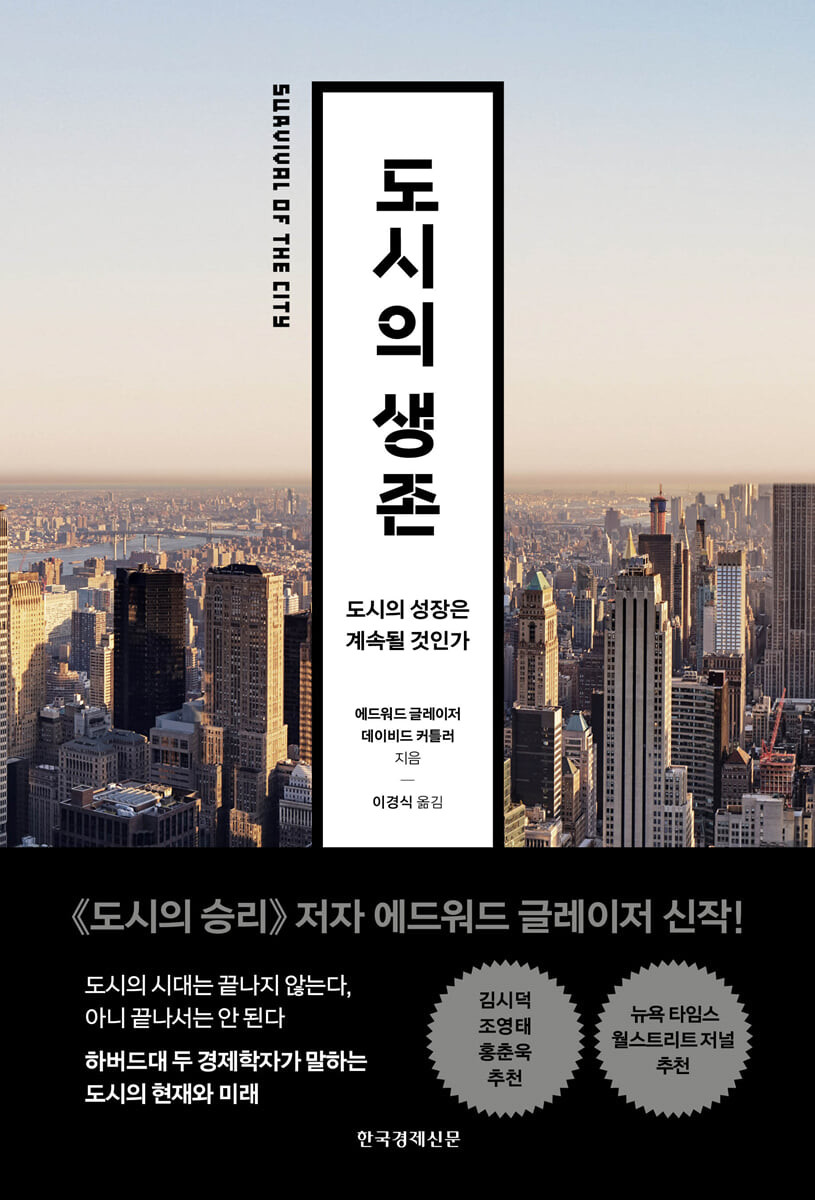 SURVIVAL OF THE CITY
도시의 생존
도시의 성장은
계속될 것인가
에드워드 글레이저
데이비드 커틀러
지음
이경식 옮김
《도시의 승리》 저자 에드워드 글레이저 신작!
도시의 시대는 끝나지 않는다,
아니 끝나서는 안 된다
하버드대 두 경제학자가 말하는
도시의 현재와 미래
김시덕
조영태
홍춘욱
추천
뉴욕 타임스
월스트리트 저널
추천
한국경제신문